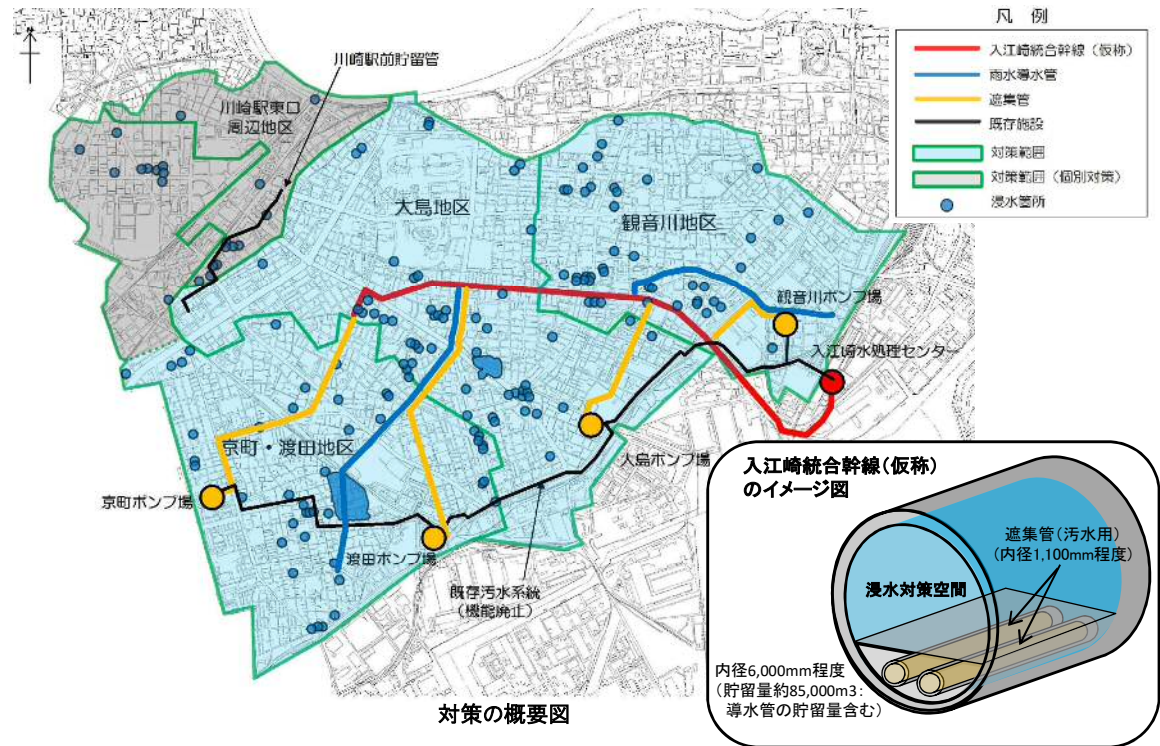 凡 例
入江崎統合幹線(仮称)
雨水導水管
遮集管
既存施設
対策範囲
対策範囲(個別対策)
浸水箇所
川崎駅前貯留管
川崎駅東口
周辺地区
大島地区
観音川地区
観音川ポンプ場
入江崎水処理センター
京町・渡田地区
大島ポンプ場
京町ポンプ場
渡田ポンプ場
既存汚水系統
(機能廃止)
対策の概要図
入江崎統合幹線(仮称)
のイメージ図
遮集管(汚水用)
(内径1,100mm程度)
浸水対策空間
内径6,000mm程度
(貯留量約85,000m3:
導水管の貯留量含む)